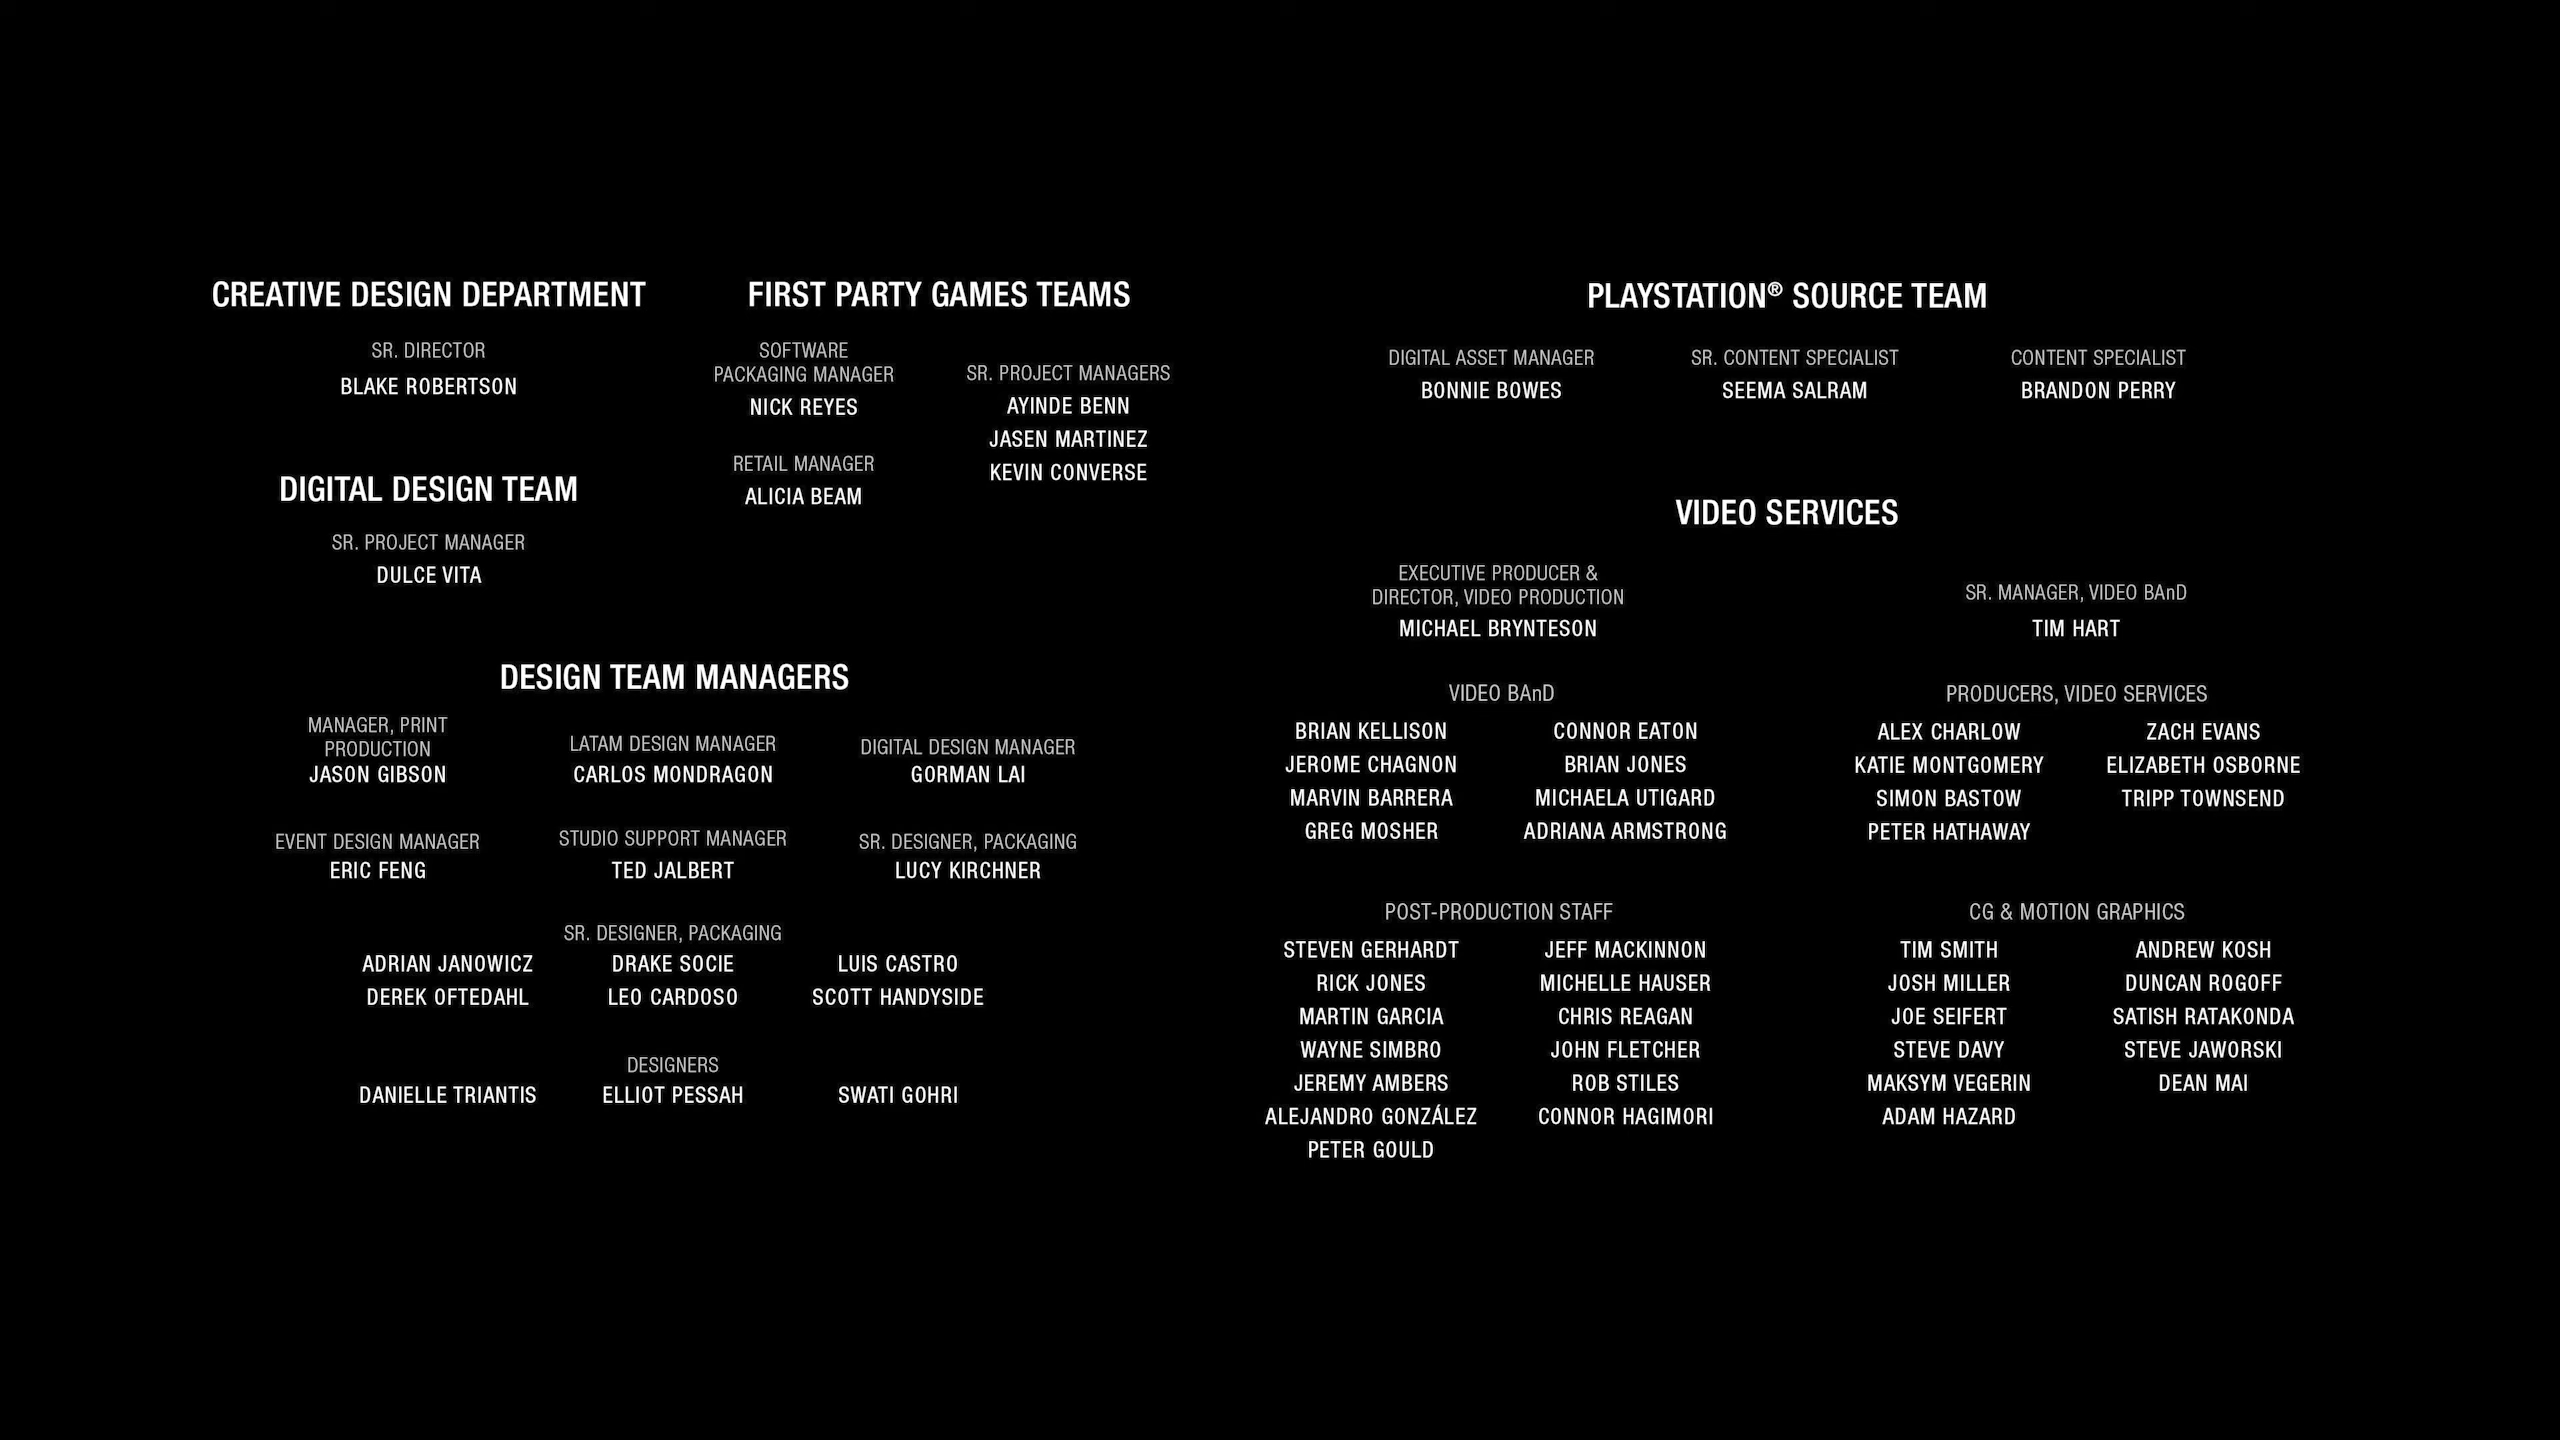 CREATIVE DESIGN DEPARTMENT
SR. DIRECTOR
BLAKE ROBERTSON
DIGITAL DESIGN TEAM
SR. PROJECT MANAGER
DULCE VITA
FIRST PARTY GAMES TEAMS
SOFTWARE
PACKAGING MANAGER
NICK REYES
RETAIL MANAGER
ALICIA BEAM
SR. PROJECT MANAGERS
AYINDE BENN
JASEN MARTINEZ
KEVIN CONVERSE
DESIGN TEAM MANAGERS
MANAGER, PRINT
PRODUCTION
JASON GIBSON
LATAM DESIGN MANAGER
CARLOS MONDRAGON
DIGITAL DESIGN MANAGER
GORMAN LAI
EVENT DESIGN MANAGER
ERIC FENG
STUDIO SUPPORT MANAGER
TED JALBERT
SR. DESIGNER, PACKAGING
LUCY KIRCHNER
SR. DESIGNER, PACKAGING
ADRIAN JANOWICZ
DRAKE SOCIE
LUIS CASTRO
DEREK OFTEDAHL
LEO CARDOSO
SCOTT HANDYSIDE
DESIGNERS
DANIELLE TRIANTIS
ELLIOT PESSAH
SWATI GOHRI
PLAYSTATION® SOURCE TEAM
DIGITAL ASSET MANAGER
BONNIE BOWES
SR. CONTENT SPECIALIST
SEEMA SALRAM
CONTENT SPECIALIST
BRANDON PERRY
VIDEO SERVICES
EXECUTIVE PRODUCER &
DIRECTOR, VIDEO PRODUCTION
MICHAEL BRYNTESON
SR. MANAGER, VIDEO BAnD
TIM HART
VIDEO BAnD
BRIAN KELLISON
JEROME CHAGNON
MARVIN BARRERA
GREG MOSHER
CONNOR EATON
BRIAN JONES
MICHAELA UTIGARD
ADRIANA ARMSTRONG
PRODUCERS, VIDEO SERVICES
ALEX CHARLOW
KATIE MONTGOMERY
SIMON BASTOW
PETER HATHAWAY
ZACH EVANS
ELIZABETH OSBORNE
TRIPP TOWNSEND
POST-PRODUCTION STAFF
STEVEN GERHARDT
RICK JONES
MARTIN GARCIA
WAYNE SIMBRO
JEREMY AMBERS
ALEJANDRO GONZÁLEZ
PETER GOULD
JEFF MACKINNON
MICHELLE HAUSER
CHRIS REAGAN
JOHN FLETCHER
ROB STILES
CONNOR HAGIMORI
CG & MOTION GRAPHICS
TIM SMITH
JOSH MILLER
JOE SEIFERT
STEVE DAVY
MAKSYM VEGERIN
ADAM HAZARD
ANDREW KOSH
DUNCAN ROGOFF
SATISH RATAKONDA
STEVE JAWORSKI
DEAN MAI